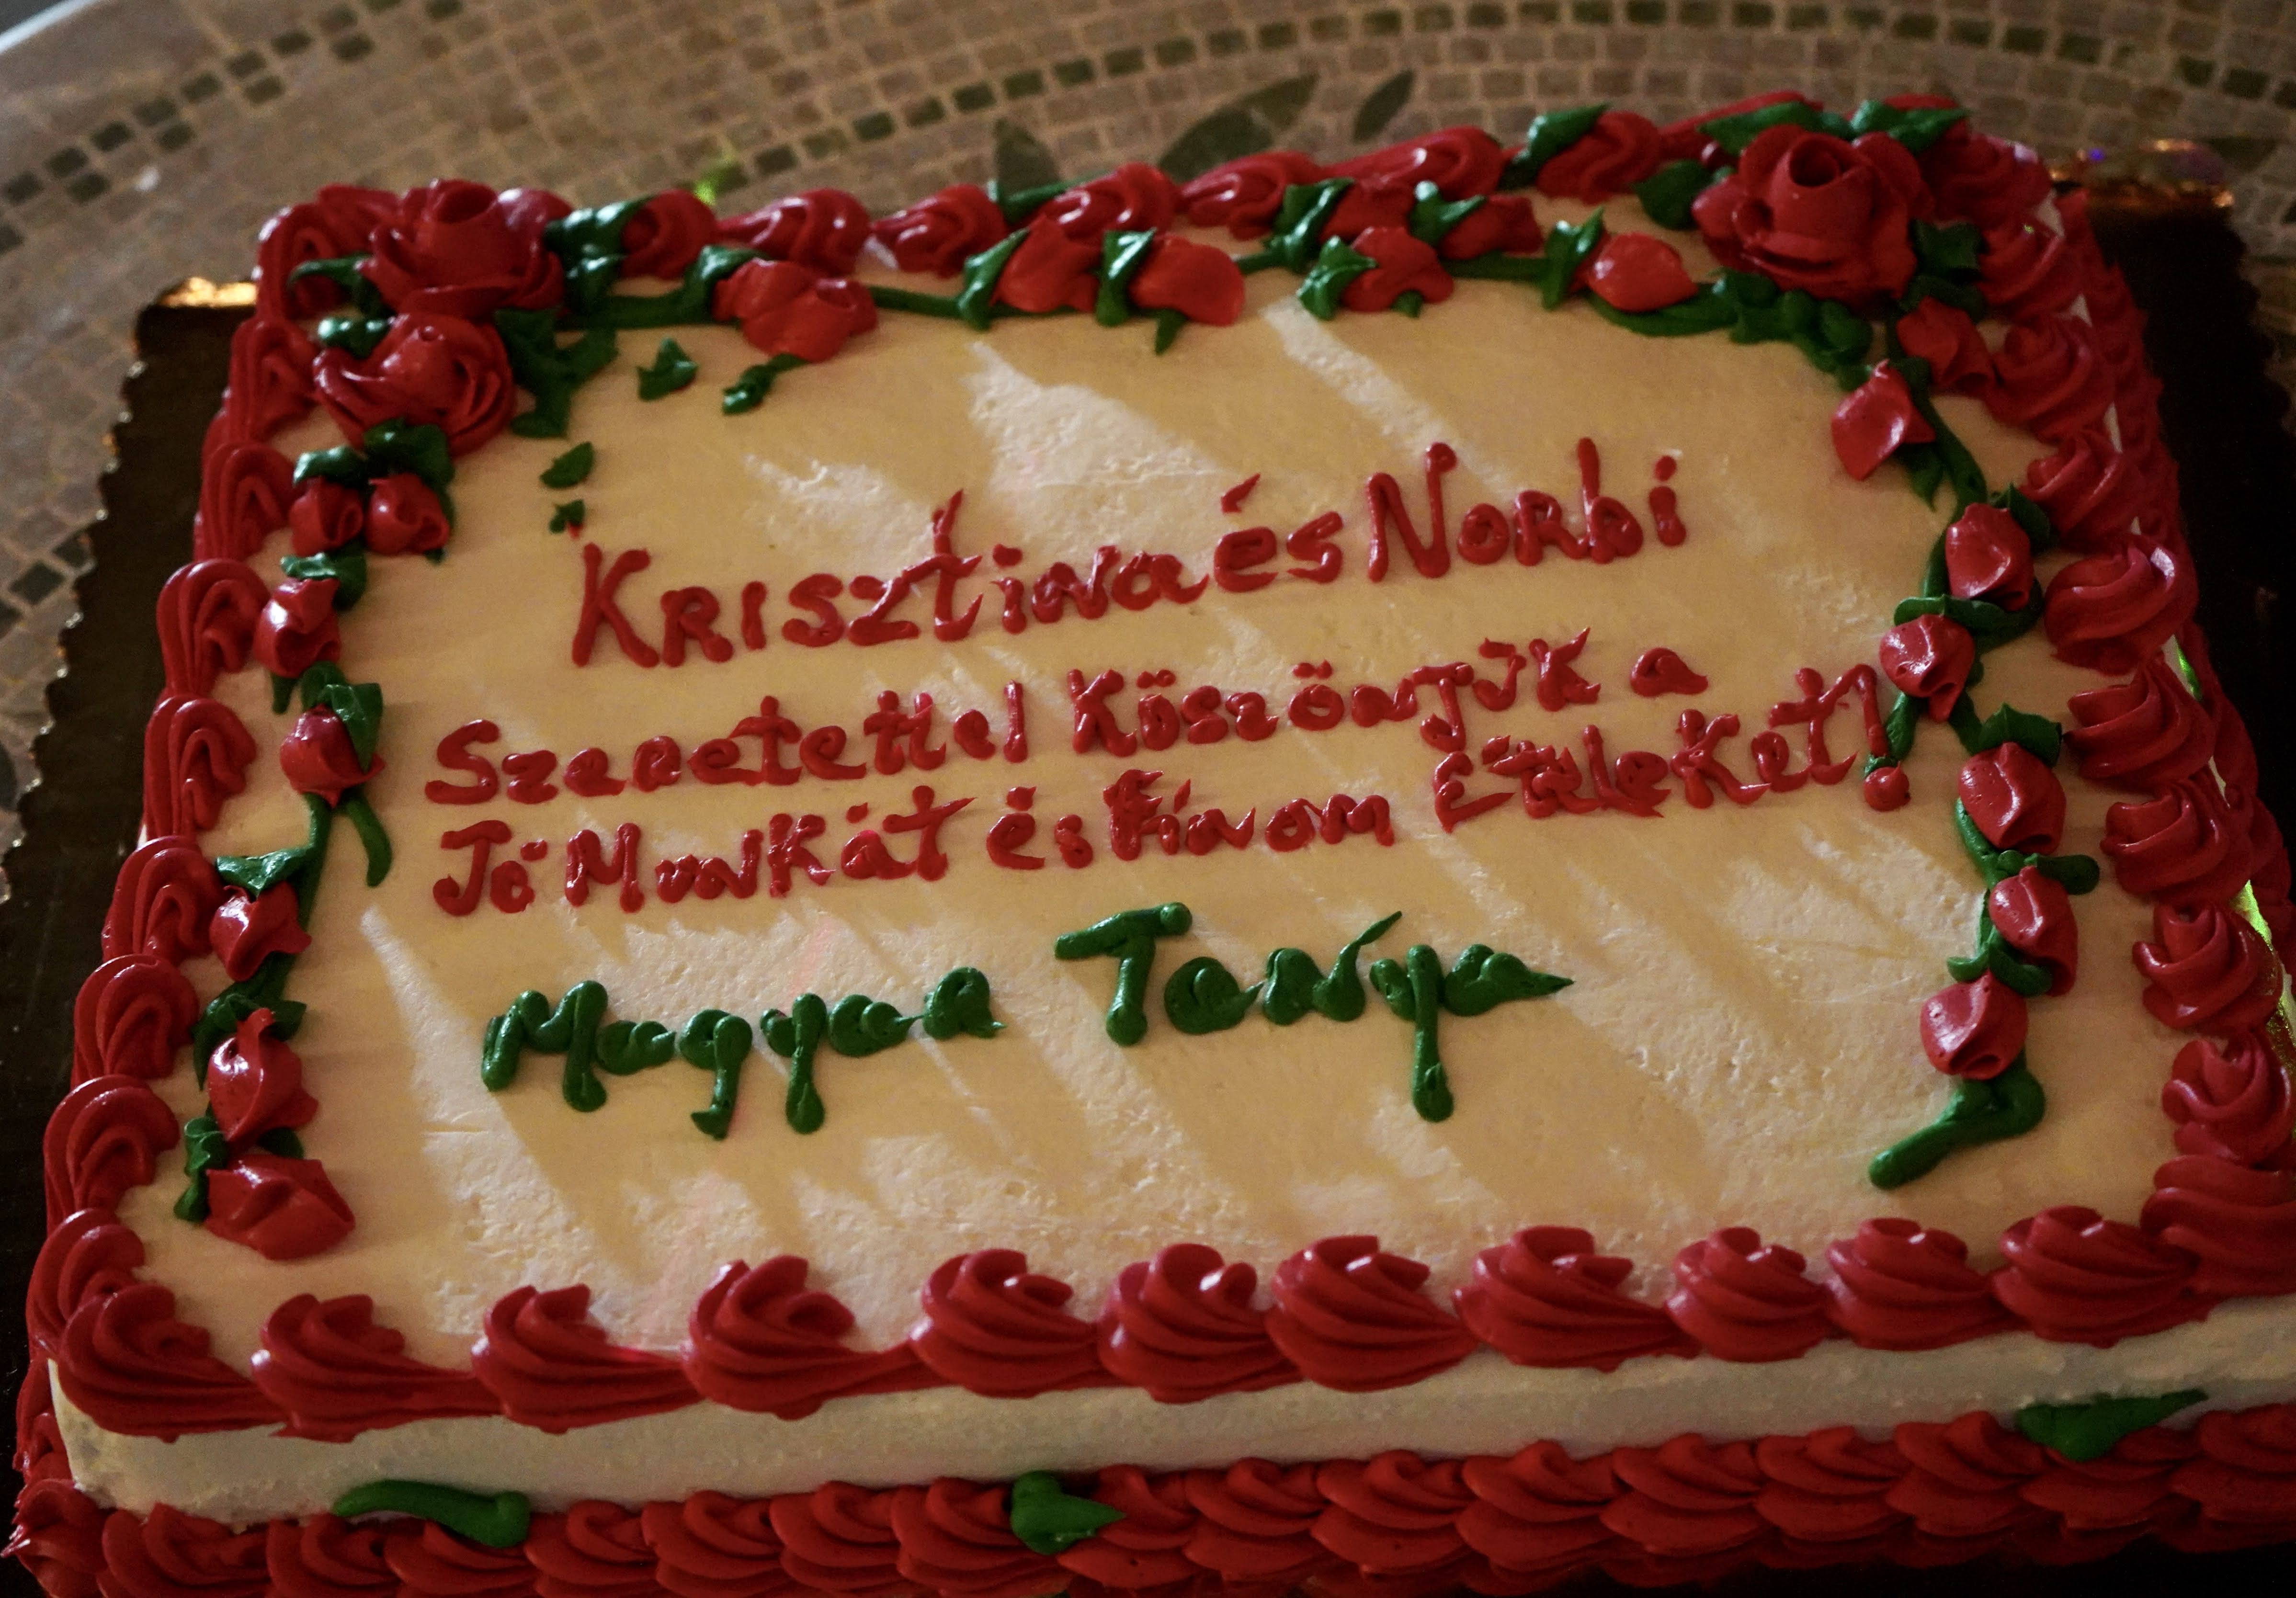 Krisztina és Norbi
Szeretettel Köszönjük a
Jó Munkát és Finom Ételeket!
Magyar Tanya